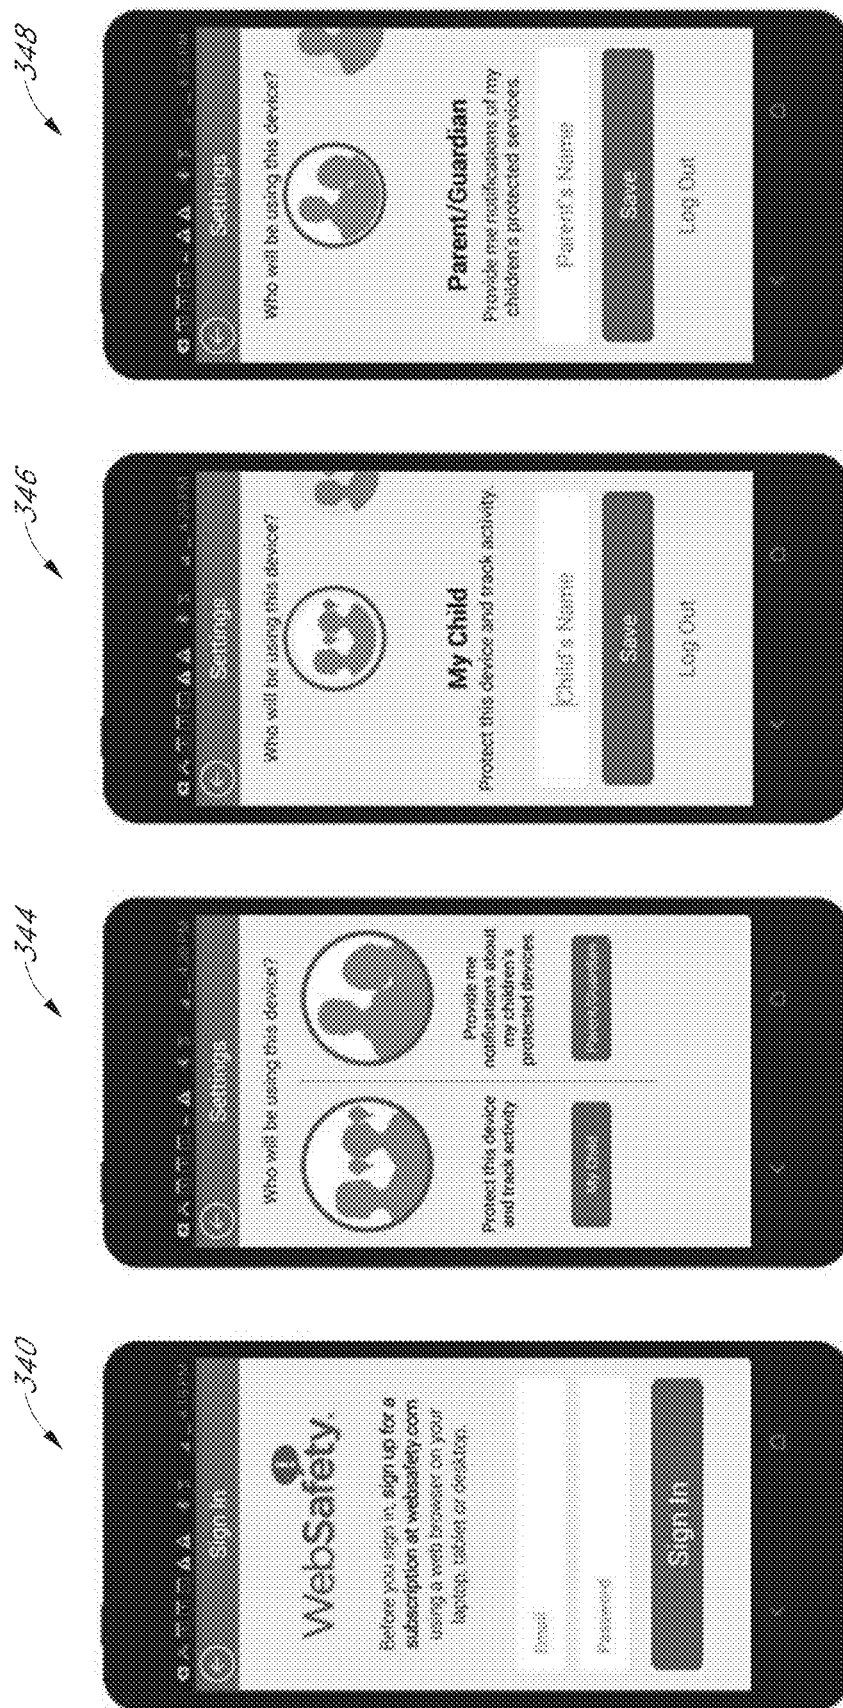 340
Sign In
WebSafety.
Before you sign in, sign up for a
subscription at websafety.com
using a web browser on your
laptop, tablet or desktop.
Email
Password
Sign In
344
Settings
Who will be using this device?
Protect this device
and track activity
Provide me
notifications about
my children's
protected devices
346
Settings
Who will be using this device?
My Child
Protect this device and track activity.
Child's Name
Save
Log Out
348
Settings
Who will be using this device?
Parent/Guardian
Provide me notifications of my
children's protected services.
Parent's Name
Save
Log Out